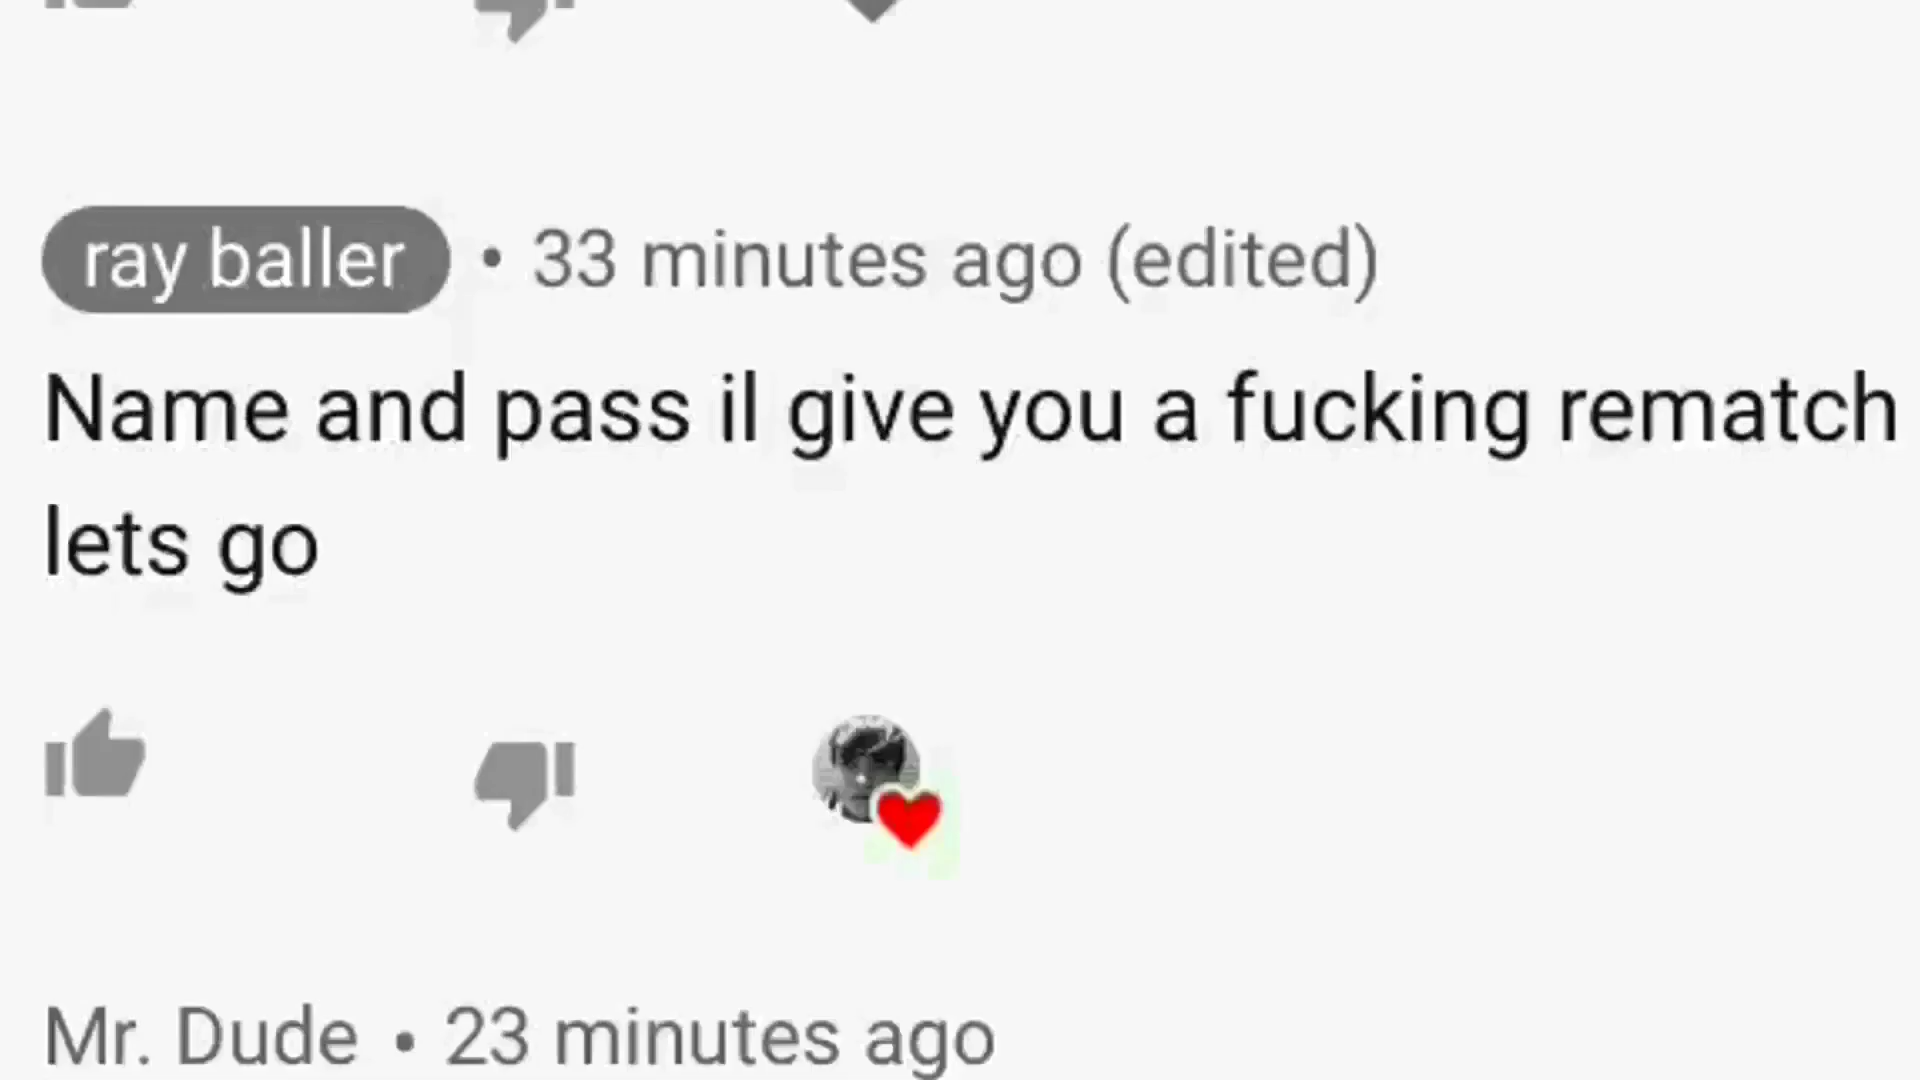 ray baller • 33 minutes ago (edited)
Name and pass il give you a fucking rematch
lets go
Mr. Dude • 23 minutes ago